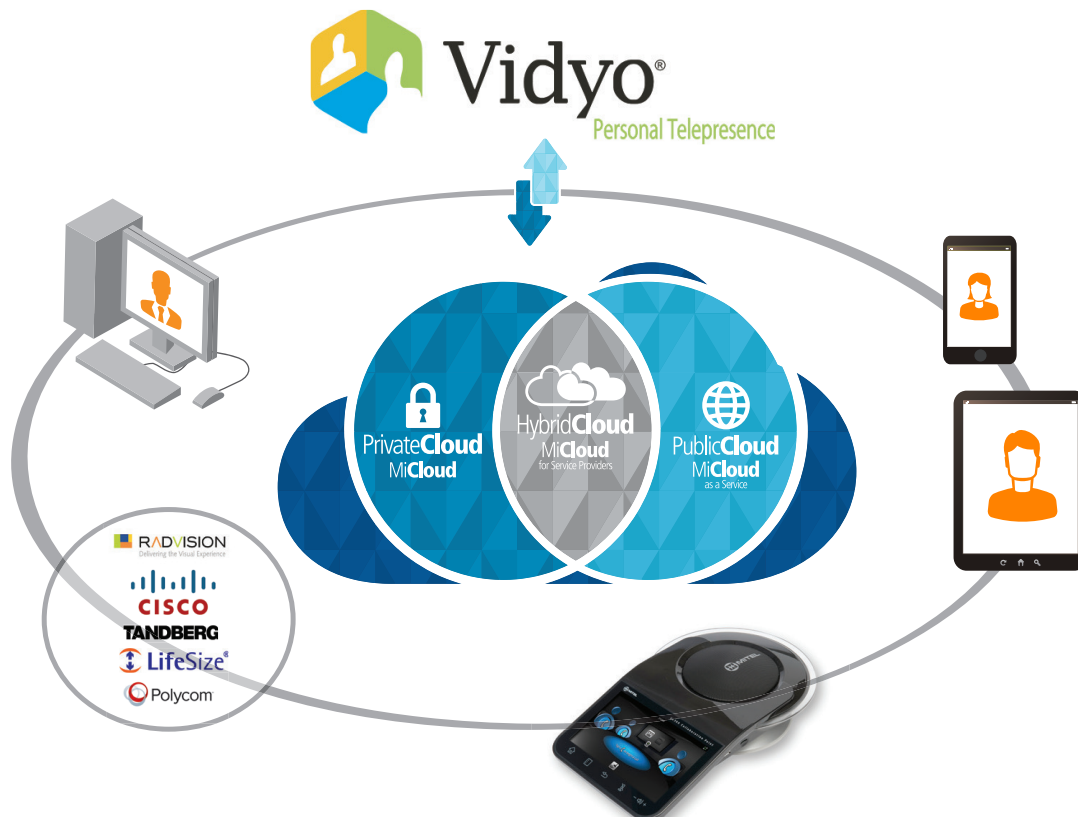 Vidyo®
Personal Telepresence
PrivateCloud
MiCloud
HybridCloud
MiCloud
for Service Providers
PublicCloud
MiCloud
as a Service
RADVISION
Delivering the Visual Experience
CISCO
TANDBERG
LifeSize®
Polycom
MITEL
MITEL